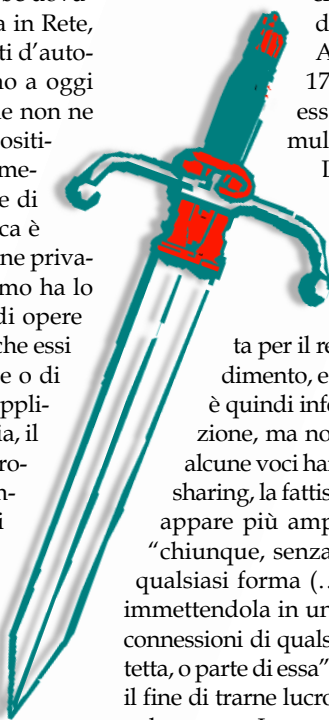 a in Rete,
ti d'auto-
no a oggi
e non ne
ositi-
me-
e di
ca è
ne priva-
mo ha lo
di opere
che essi
e o di
ppli-
ia, il
ro-
n-
i
d
A
17
ess
mul
ta per il re
dimento, e
è quindi info
zione, ma no
alcune voci har
sharing, la fattis
appare più amp
“chiunque, senza
qualsiasi forma (…
immettendola in un
connessioni di quals
tetta, o parte di essa”
il fine di trarne lucro